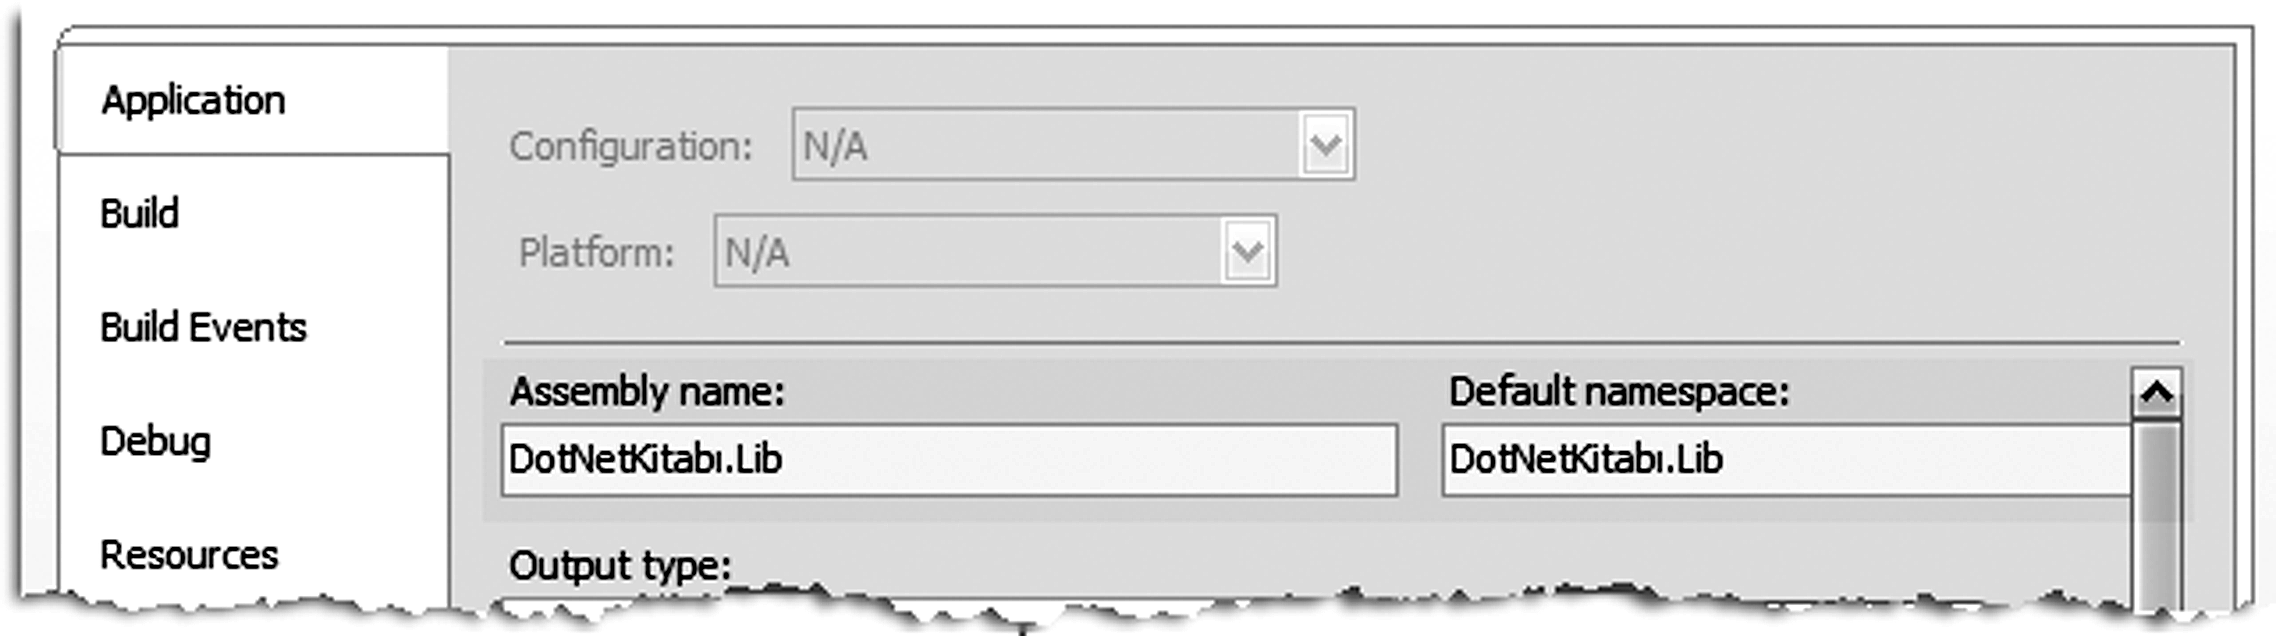 Application
Configuration: N/A
Build
Platform: N/A
Build Events
Assembly name: Default namespace:
Debug
DotNetKitabı.Lib DotNetKitabı.Lib
Resources
Output type: